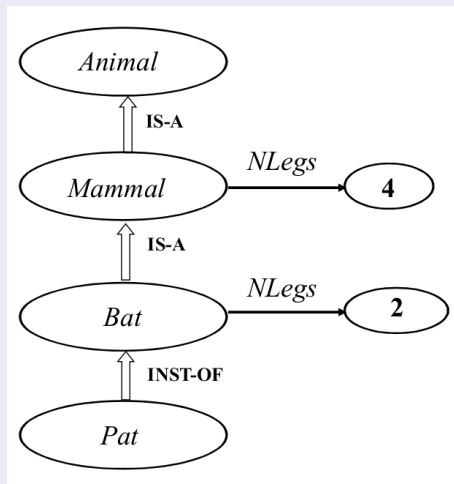 Animal
IS-A
NLegs
Mammal
4
IS-A
NLegs
Bat
2
INST-OF
Pat